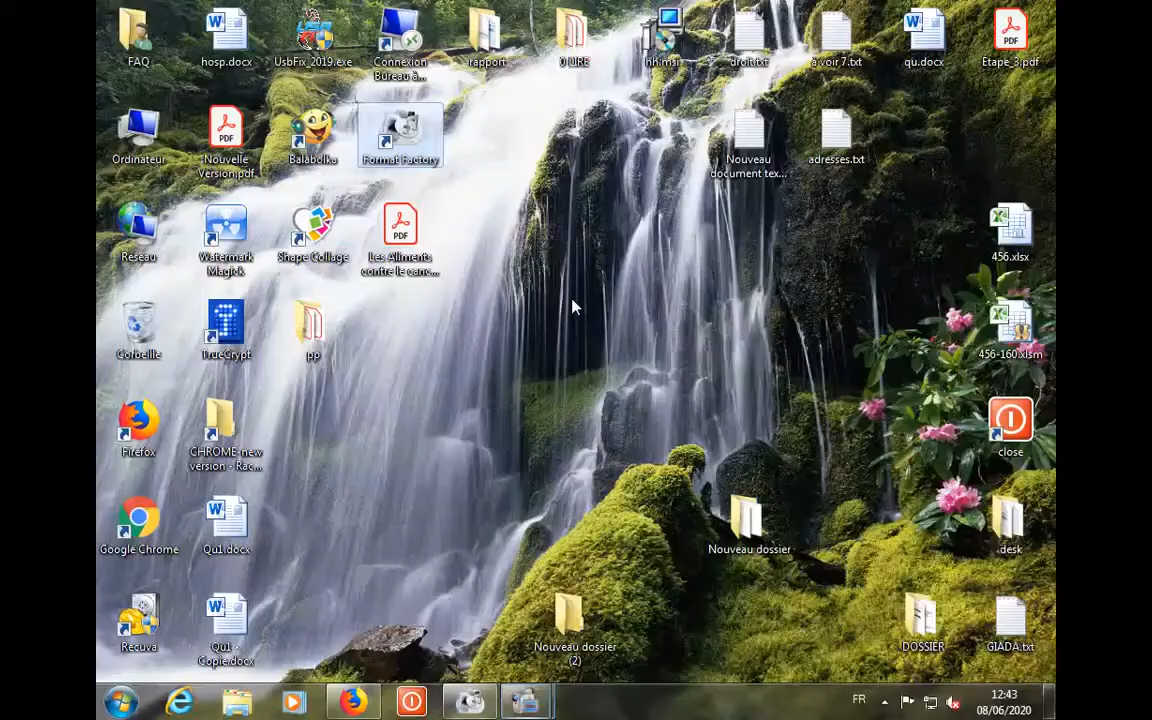 FAQ
hosp.docx
UsbFix_2019.exe
Connexion
Bureau à...
rapport
0 LIRE
hhimsi
droit.txt
à voir 7.txt
qu.docx
Etape_3.pdf
Ordinateur
Nouvelle
Version.pdf
Balabolka
Format Factory
Nouveau
document tex...
adresses.txt
Réseau
Watermark
Magick
Shape Collage
Les Aliments
contre le canc...
456.xlsx
Corbeille
TrueCrypt
pp
456-160.xlsm
Firefox
CHROME-new
version - Rac...
close
Google Chrome
Qu1.docx
Nouveau dossier
desk
Recuva
Qu1 -
Copie.docx
Nouveau dossier
(2)
DOSSIER
GIADA.txt
FR
12:43
08/06/2020